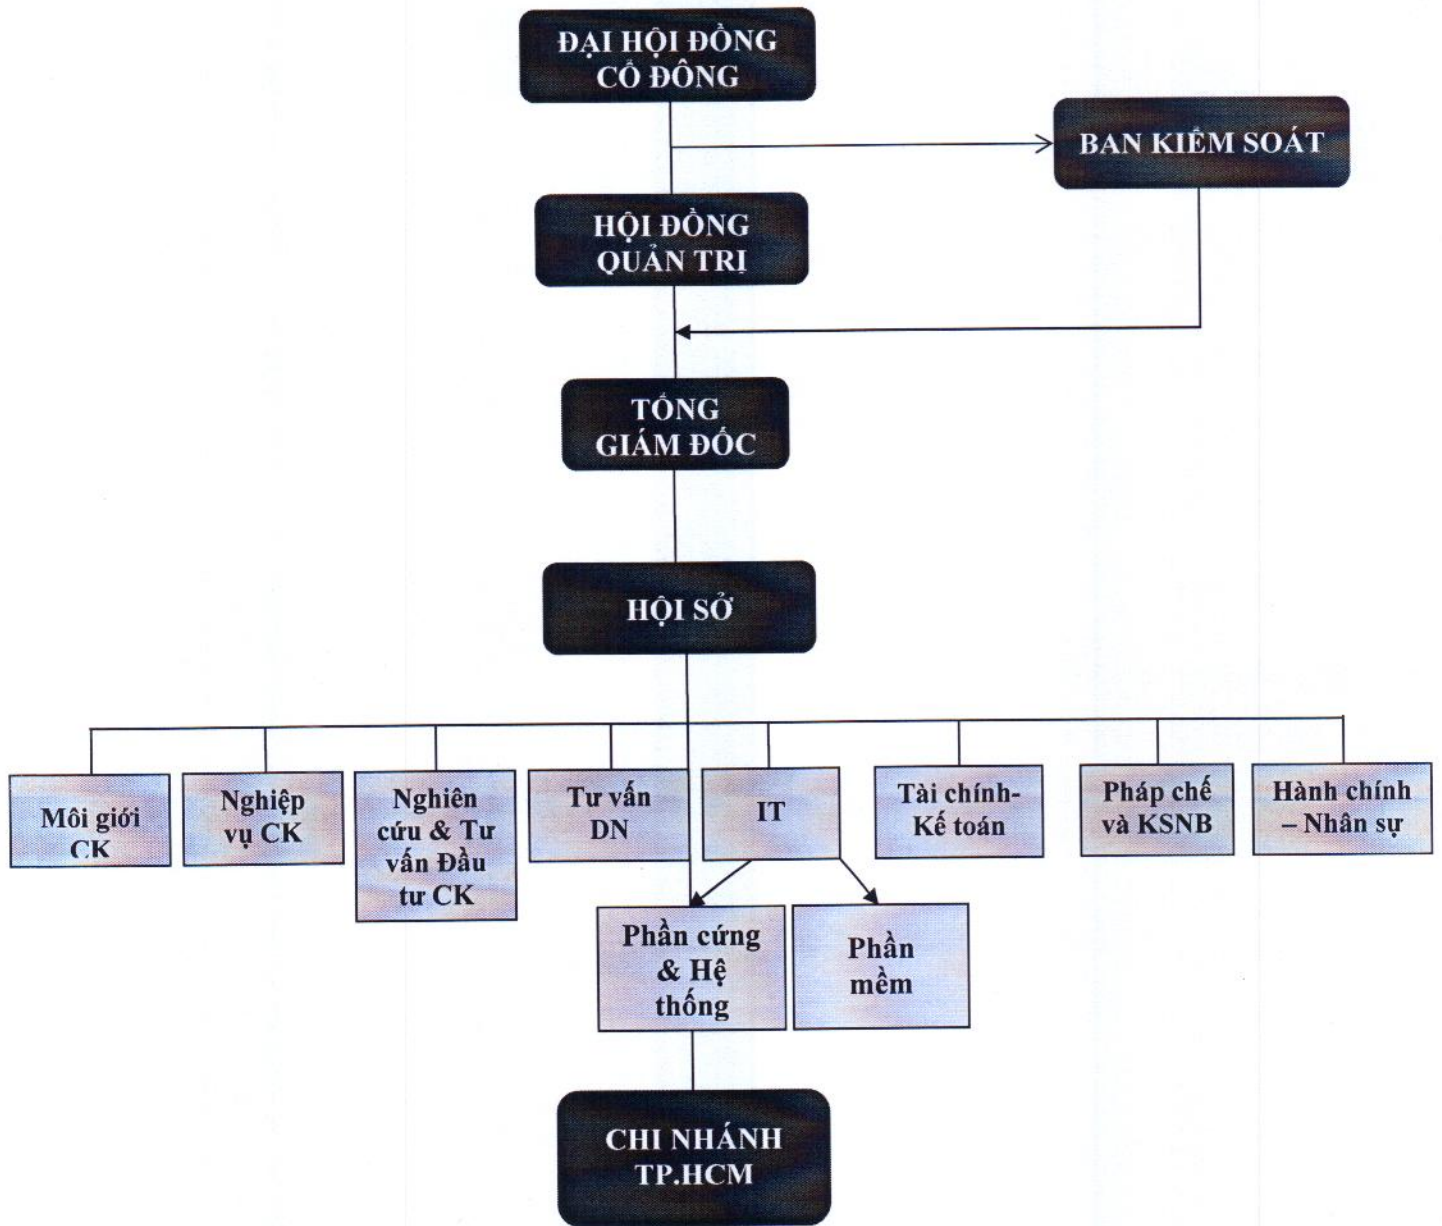 ĐẠI HỘI ĐỒNG
CỔ ĐÔNG
BAN KIỂM SOÁT
HỘI ĐỒNG
QUẢN TRỊ
TỔNG
GIÁM ĐỐC
HỘI SỞ
Môi giới
CK
Nghiệp
vụ CK
Nghiên
cứu & Tư
vấn Đầu
tư CK
Tư vấn
DN
IT
Tài chính-
Kế toán
Pháp chế
và KSNB
Hành chính
– Nhân sự
Phần cứng
& Hệ
thống
Phần
mềm
CHI NHÁNH
TP.HCM